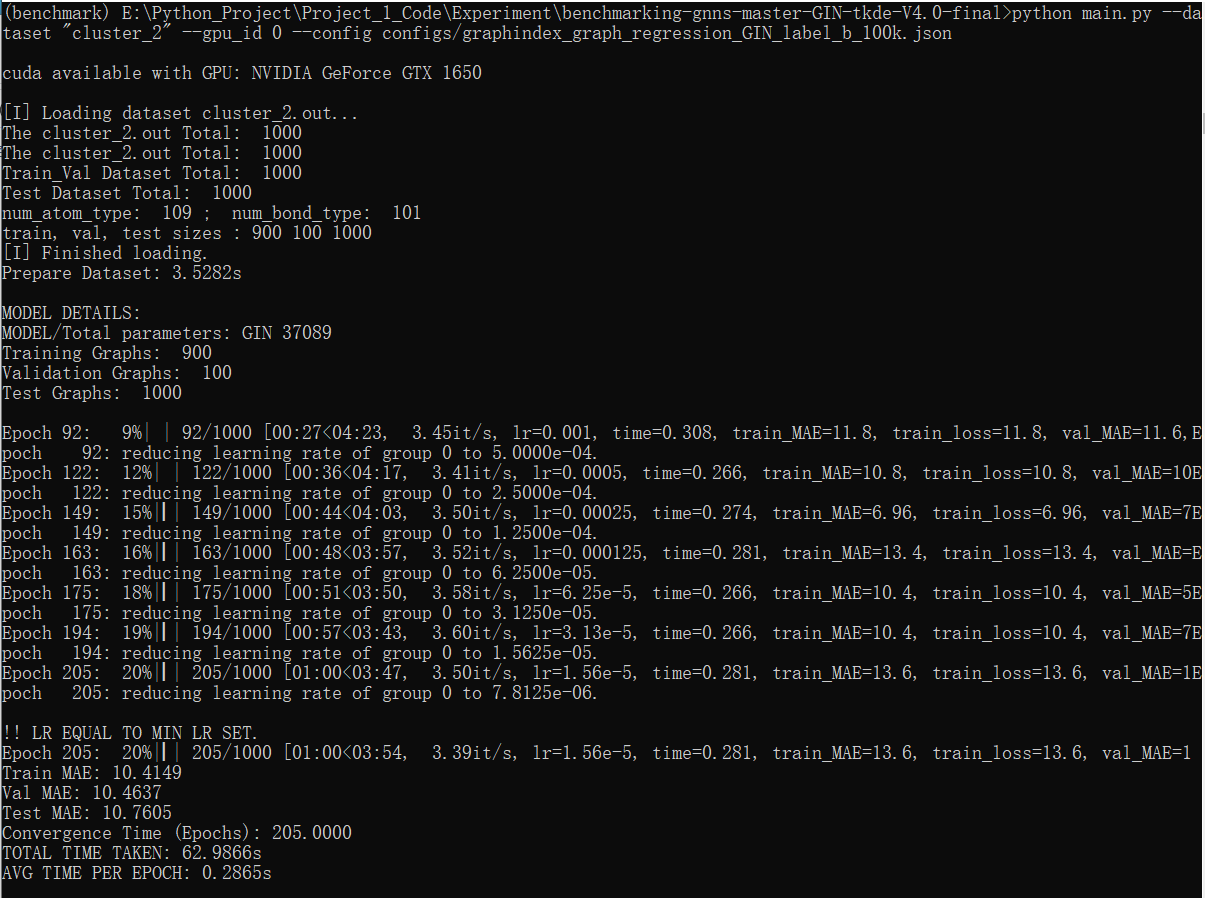 (benchmark) E:\Python_Project\Project_1_Code\Experiment\benchmarking-gnns-master-GIN-tkde-V4.0-final>python main.py --da
taset "cluster_2" --gpu_id 0 --config configs/graphindex_graph_regression_GIN_label_b_100k.json
cuda available with GPU: NVIDIA GeForce GTX 1650
[I] Loading dataset cluster_2.out...
The cluster_2.out Total:  1000
The cluster_2.out Total:  1000
Train_Val Dataset Total:  1000
Test Dataset Total:  1000
num_atom_type:  109 ;  num_bond_type:  101
train, val, test sizes : 900 100 1000
[I] Finished loading.
Prepare Dataset: 3.5282s
MODEL DETAILS:
MODEL/Total parameters: GIN 37089
Training Graphs:  900
Validation Graphs:  100
Test Graphs:  1000
Epoch 92:   9%| | 92/1000 [00:27<04:23,  3.45it/s, lr=0.001, time=0.308, train_MAE=11.8, train_loss=11.8, val_MAE=11.6,E
poch    92: reducing learning rate of group 0 to 5.0000e-04.
Epoch 122:  12%| | 122/1000 [00:36<04:17,  3.41it/s, lr=0.0005, time=0.266, train_MAE=10.8, train_loss=10.8, val_MAE=10E
poch   122: reducing learning rate of group 0 to 2.5000e-04.
Epoch 149:  15%|▎| 149/1000 [00:44<04:03,  3.50it/s, lr=0.00025, time=0.274, train_MAE=6.96, train_loss=6.96, val_MAE=7E
poch   149: reducing learning rate of group 0 to 1.2500e-04.
Epoch 163:  16%|▎| 163/1000 [00:48<03:57,  3.52it/s, lr=0.000125, time=0.281, train_MAE=13.4, train_loss=13.4, val_MAE=E
poch   163: reducing learning rate of group 0 to 6.2500e-05.
Epoch 175:  18%|▎| 175/1000 [00:51<03:50,  3.58it/s, lr=6.25e-5, time=0.266, train_MAE=10.4, train_loss=10.4, val_MAE=5E
poch   175: reducing learning rate of group 0 to 3.1250e-05.
Epoch 194:  19%|▎| 194/1000 [00:57<03:43,  3.60it/s, lr=3.13e-5, time=0.266, train_MAE=10.4, train_loss=10.4, val_MAE=7E
poch   194: reducing learning rate of group 0 to 1.5625e-05.
Epoch 205:  20%|▎| 205/1000 [01:00<03:47,  3.50it/s, lr=1.56e-5, time=0.281, train_MAE=13.6, train_loss=13.6, val_MAE=1E
poch   205: reducing learning rate of group 0 to 7.8125e-06.
!! LR EQUAL TO MIN LR SET.
Epoch 205:  20%|▎| 205/1000 [01:00<03:54,  3.39it/s, lr=1.56e-5, time=0.281, train_MAE=13.6, train_loss=13.6, val_MAE=1
Train MAE: 10.4149
Val MAE: 10.4637
Test MAE: 10.7605
Convergence Time (Epochs): 205.0000
TOTAL TIME TAKEN: 62.9866s
AVG TIME PER EPOCH: 0.2865s